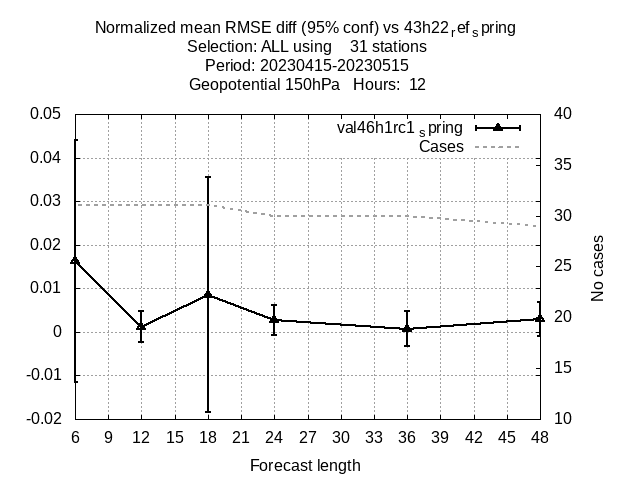 Normalized mean RMSE diff (95% conf) vs 43h22refspring
Selection: ALL using    31 stations
Period: 20230415-20230515
Geopotential 150hPa   Hours:  12
val46h1rc1spring
Cases
0.05
0.04
0.03
0.02
0.01
0
-0.01
-0.02
40
35
30
25
20
15
10
No cases
6 9 12 15 18 21 24 27 30 33 36 39 42 45 48
Forecast length